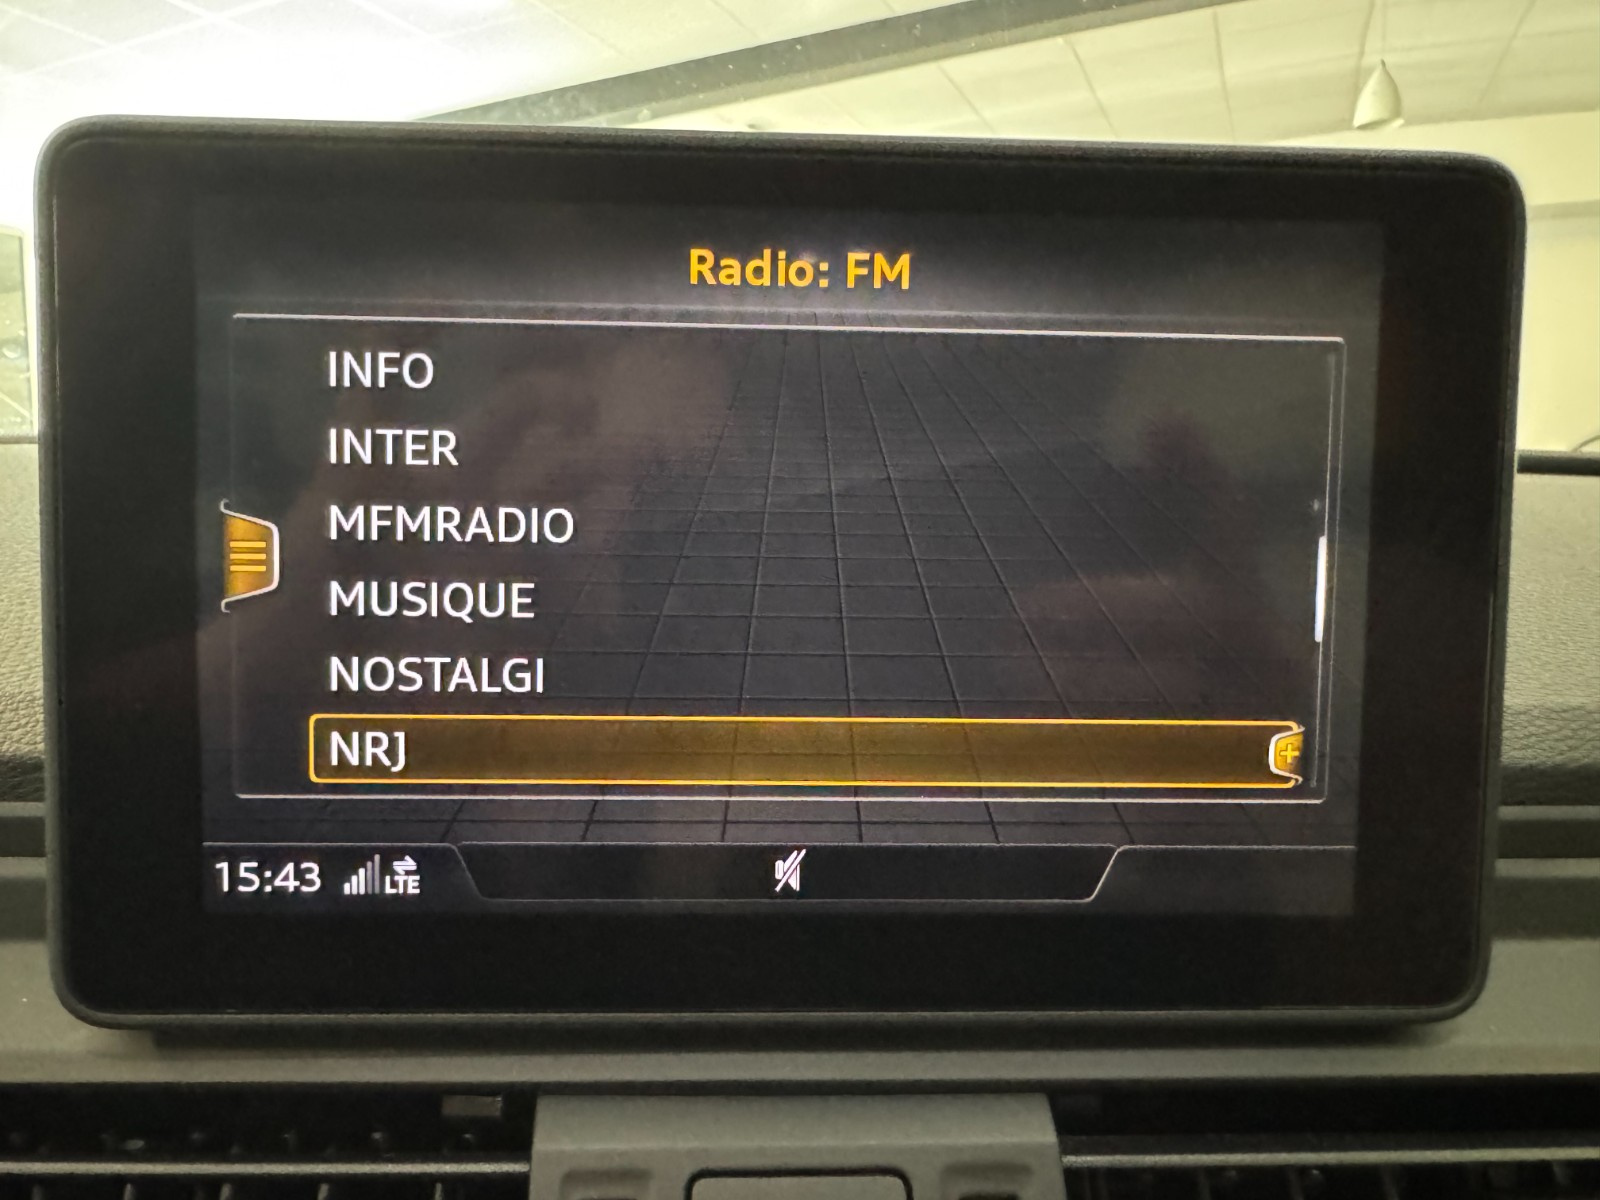 Radio: FM
INFO
INTER
MFMRADIO
MUSIQUE
NOSTALGI
NRJ
15:43 LTE